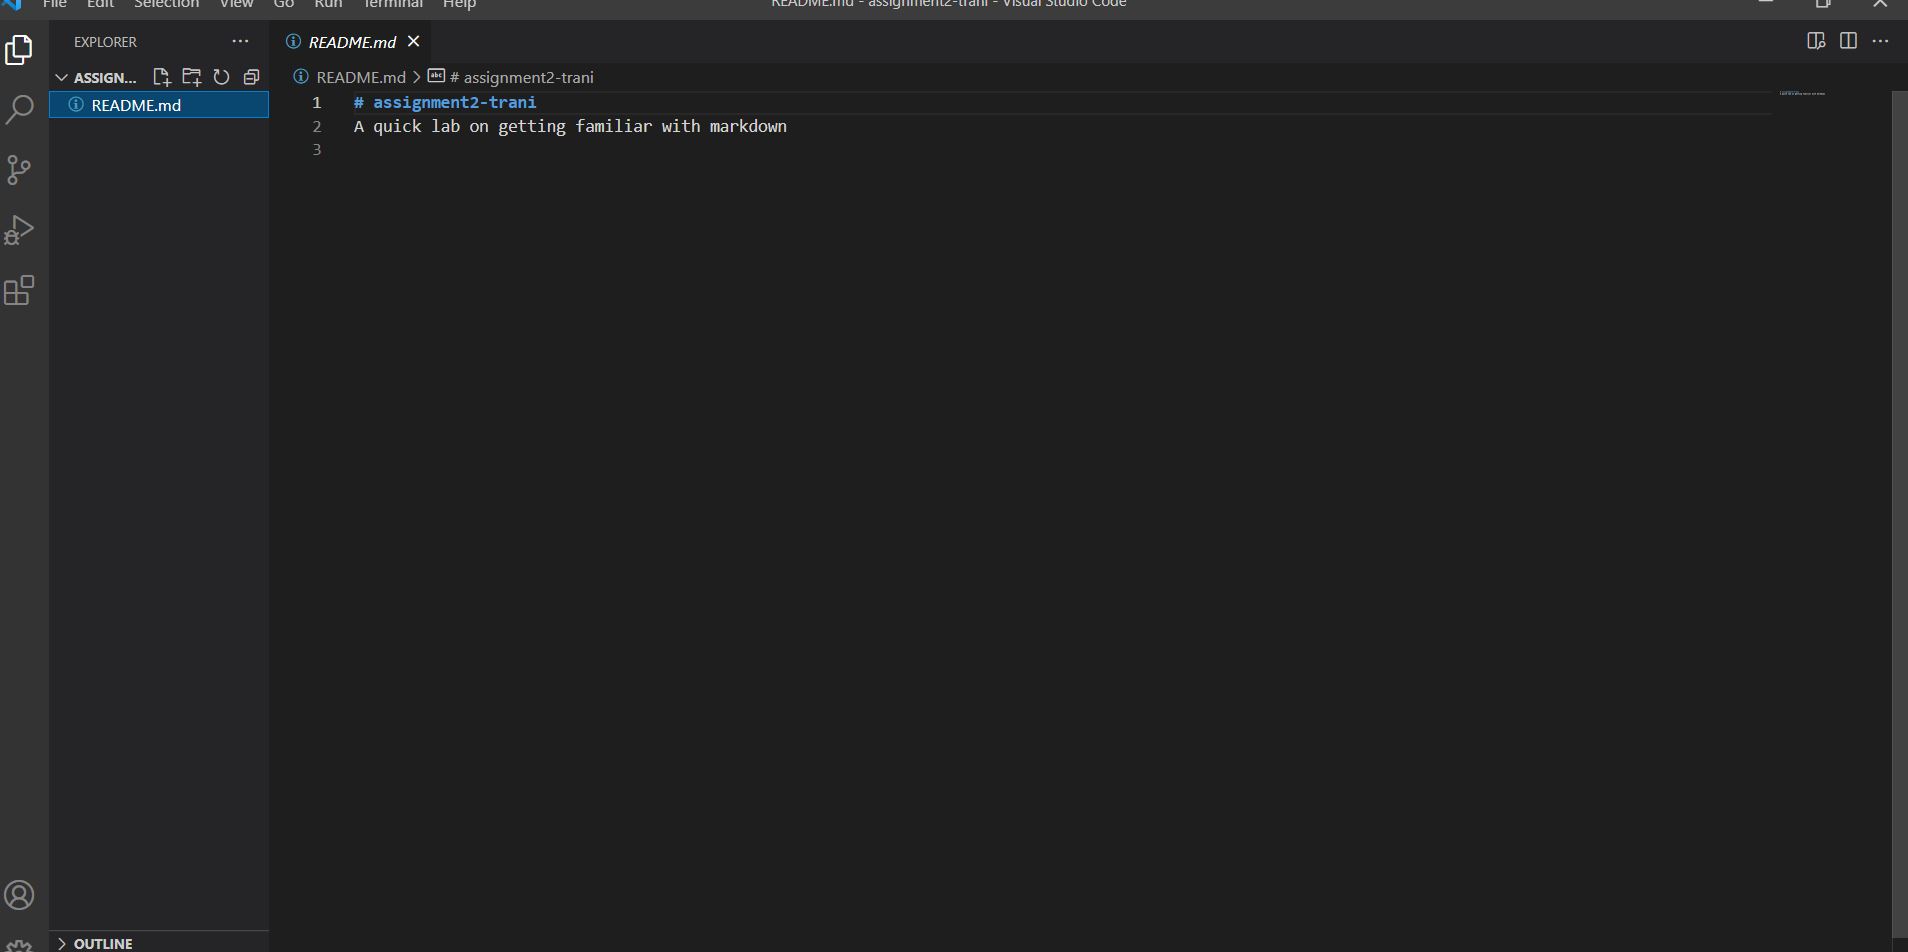 File Edit Selection View Go Run Terminal Help
README.md - assignment2-trani - Visual Studio Code
EXPLORER
README.md
ASSIGN...
README.md > # assignment2-trani
README.md
1 # assignment2-trani
2 A quick lab on getting familiar with markdown
3
OUTLINE